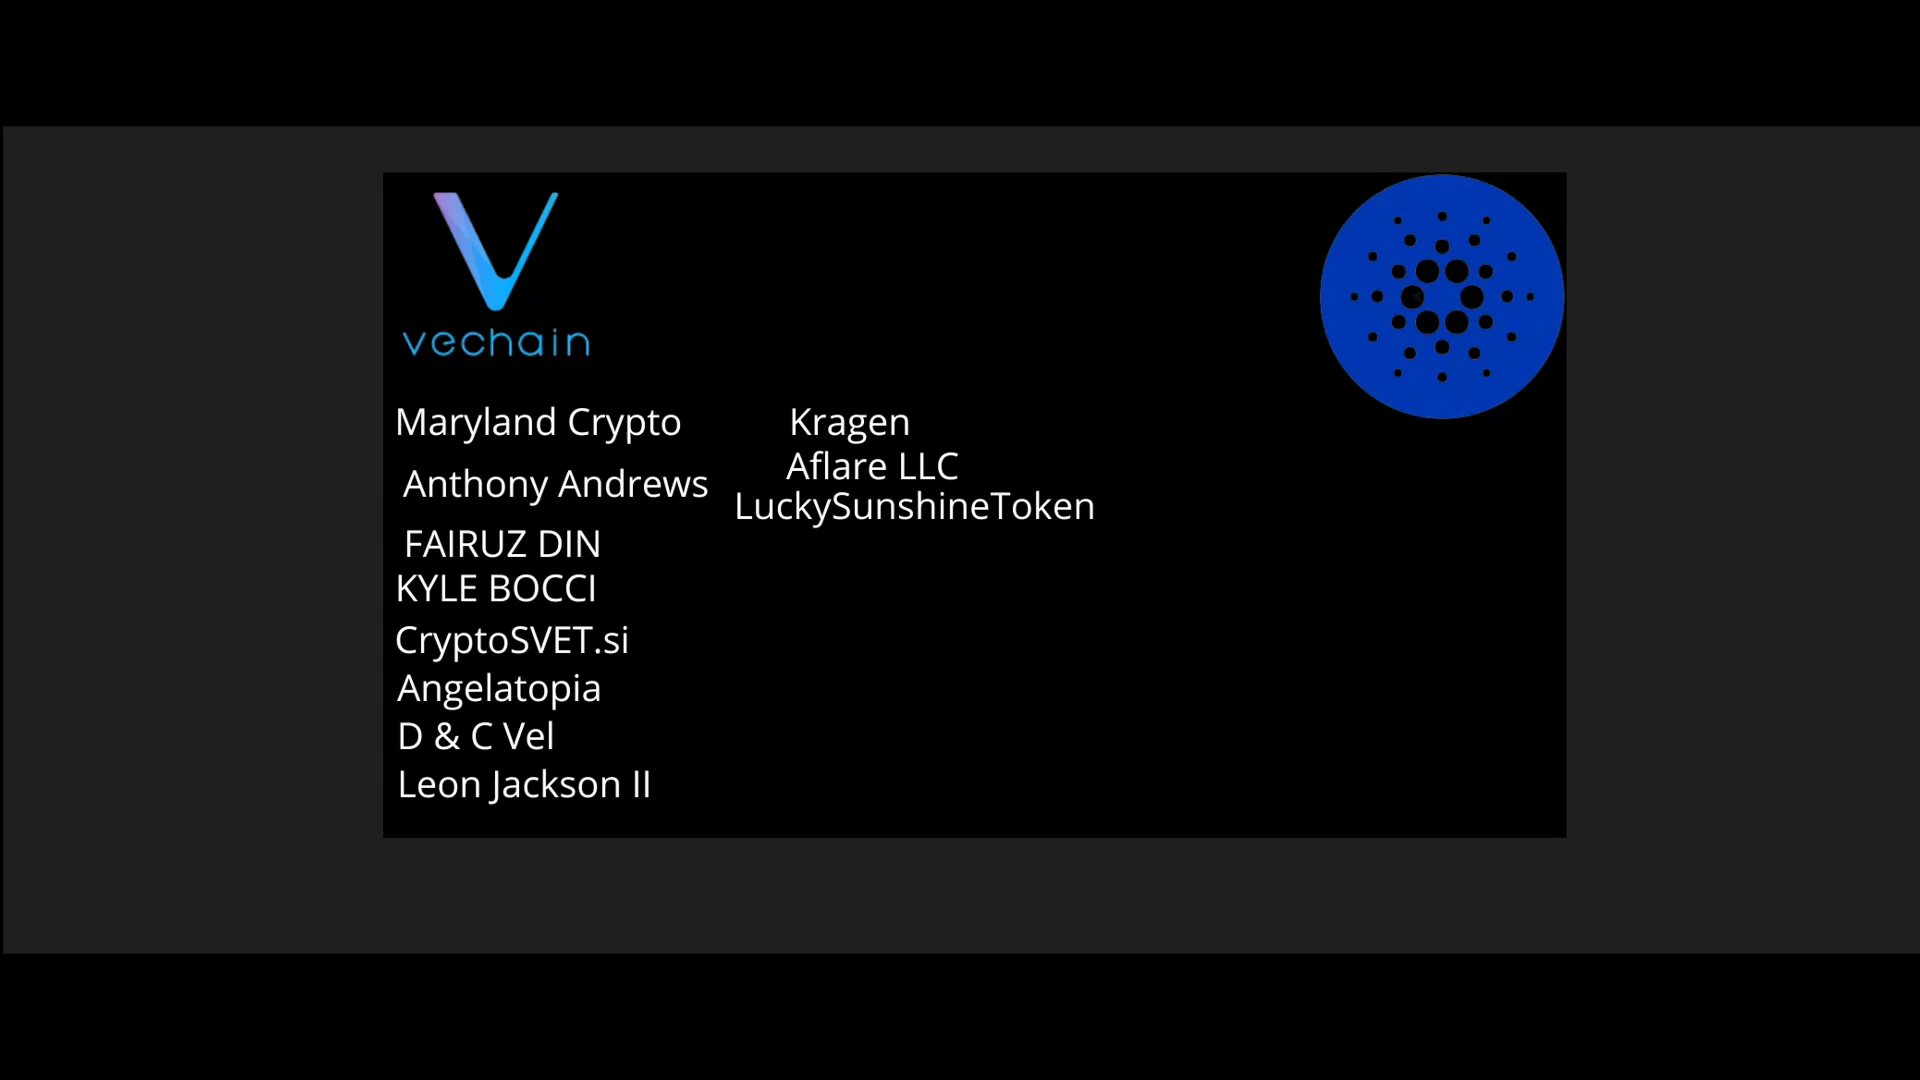 vechain
Maryland Crypto
Anthony Andrews
FAIRUZ DIN
KYLE BOCCI
CryptoSVET.si
Angelatopia
D & C Vel
Leon Jackson II
Kragen
Aflare LLC
LuckySunshineToken